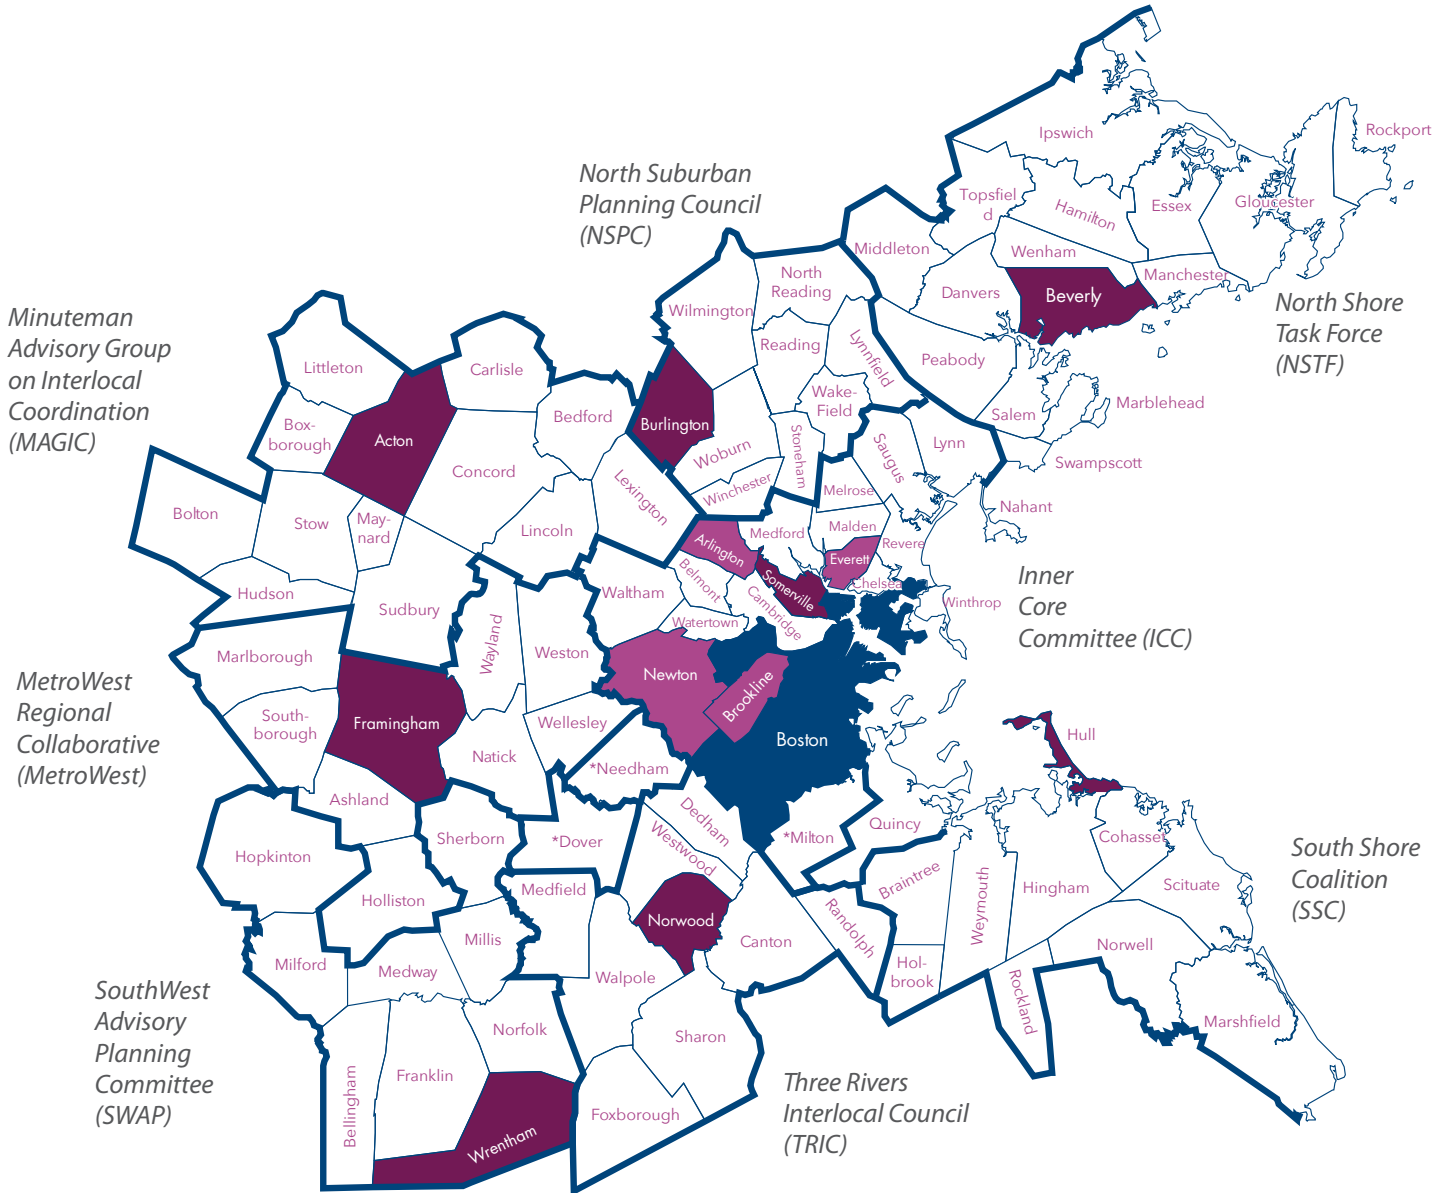 Ipswich
Rockport
North Suburban
Planning Council
(NSPC)
Topsfiel
d
Hamilton
Essex
Gloucester
Middleton
Wenham
North
Reading
Manchester
Danvers
Beverly
North Shore
Task Force
(NSTF)
Wilmington
Minuteman
Advisory Group
on Interlocal
Coordination
(MAGIC)
Reading
Lynnfield
Peabody
Littleton
Carlisle
Wake-
Field
Marblehead
Salem
Bedford
Burlington
Box-
borough
Acton
Woburn
Stoneham
Saugus
Lynn
Swampscott
Concord
Lexington
Winchester
Melrose
Nahant
Bolton
Stow
May-
nard
Lincoln
Arlington
Medford
Malden
Revere
Everett
Belmont
Somerville
Chelsea
Inner
Core
Committee (ICC)
Hudson
Sudbury
Waltham
Cambridge
Winthrop
Watertown
Marlborough
Wayland
Weston
Newton
Brookline
MetroWest
Regional
Collaborative
(MetroWest)
South-
borough
Framingham
Wellesley
Boston
Hull
Natick
*Needham
Ashland
Dedham
Quincy
Sherborn
*Dover
Westwood
*Milton
Cohasset
South Shore
Coalition
(SSC)
Hopkinton
Medfield
Braintree
Weymouth
Hingham
Scituate
Holliston
Norwood
Randolph
Millis
Canton
Norwell
Milford
Medway
Walpole
Hol-
brook
Rockland
SouthWest
Advisory
Planning
Committee
(SWAP)
Norfolk
Sharon
Marshfield
Bellingham
Franklin
Three Rivers
Interlocal Council
(TRIC)
Foxborough
Wrentham